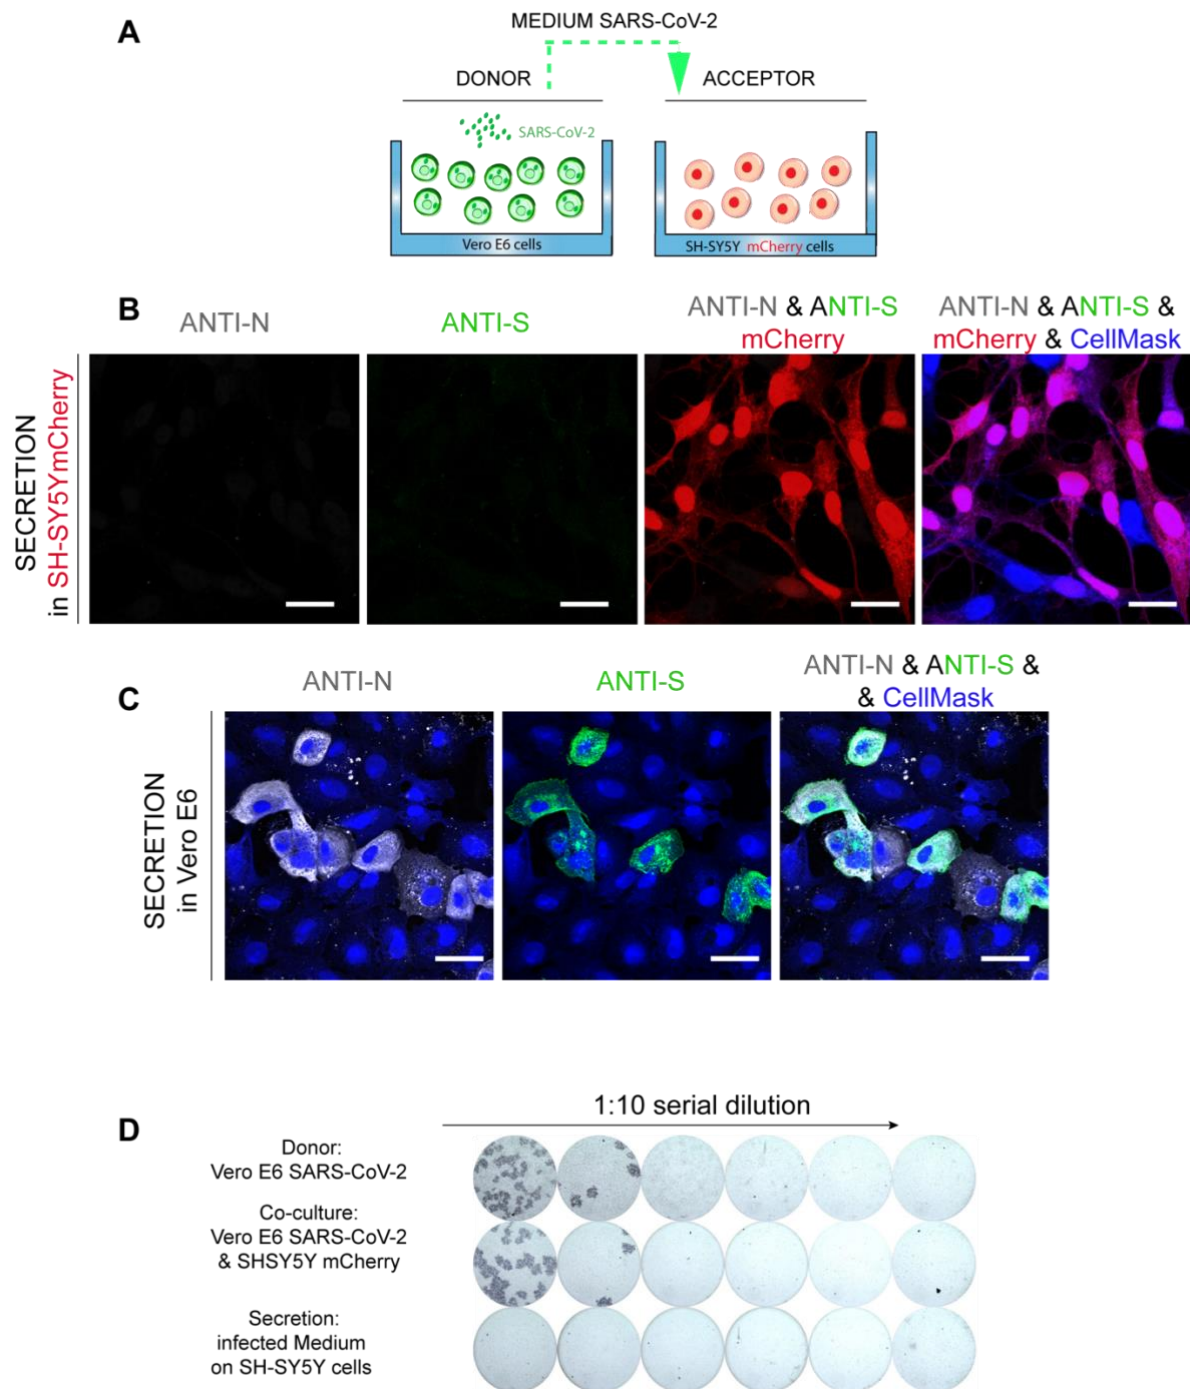 A
MEDIUM SARS-CoV-2
DONOR
ACCEPTOR
SARS-CoV-2
Vero E6 cells
SH-SY5Y mCherry cells
B
ANTI-N
ANTI-S
ANTI-N & ANTI-S
mCherry
ANTI-N & ANTI-S &
mCherry & CellMask
SECRETION
in SH-SY5YmCherry
C
ANTI-N
ANTI-S
ANTI-N & ANTI-S &
& CellMask
SECRETION
in Vero E6
D
1:10 serial dilution
Donor:
Vero E6 SARS-CoV-2
Co-culture:
Vero E6 SARS-CoV-2
& SHSY5Y mCherry
Secretion:
infected Medium
on SH-SY5Y cells